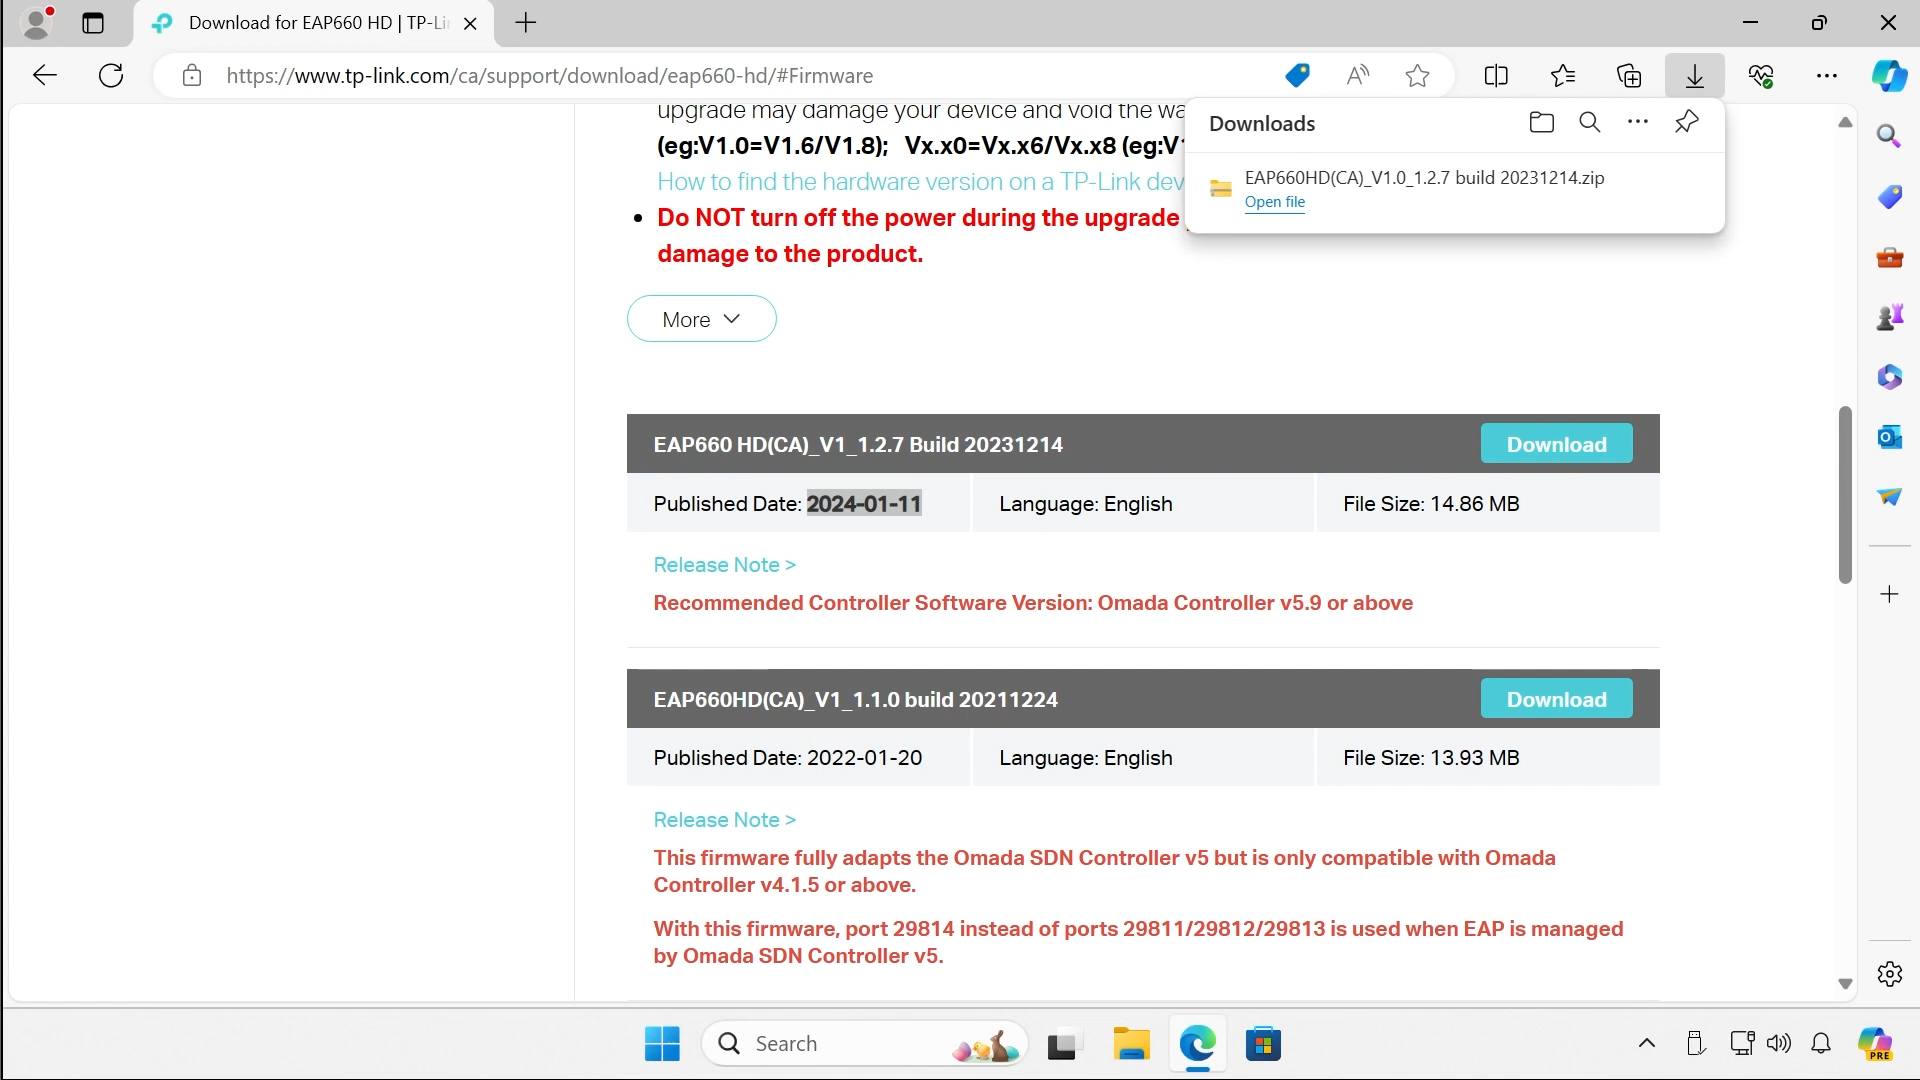 Download for EAP660 HD | TP-Li
https://www.tp-link.com/ca/support/download/eap660-hd/#Firmware
upgrade may damage your device and void the wa
(eg:V1.0=V1.6/V1.8); Vx.x0=Vx.x6/Vx.x8 (eg:V1
How to find the hardware version on a TP-Link dev
Do NOT turn off the power during the upgrade
damage to the product.
Downloads
EAP660HD(CA)_V1.0_1.2.7 build 20231214.zip
Open file
More
EAP660 HD(CA)_V1_1.2.7 Build 20231214
Download
Published Date: 2024-01-11
Language: English
File Size: 14.86 MB
Release Note >
Recommended Controller Software Version: Omada Controller v5.9 or above
EAP660HD(CA)_V1_1.1.0 build 20211224
Download
Published Date: 2022-01-20
Language: English
File Size: 13.93 MB
Release Note >
This firmware fully adapts the Omada SDN Controller v5 but is only compatible with Omada
Controller v4.1.5 or above.
With this firmware, port 29814 instead of ports 29811/29812/29813 is used when EAP is managed
by Omada SDN Controller v5.
Search
PRE